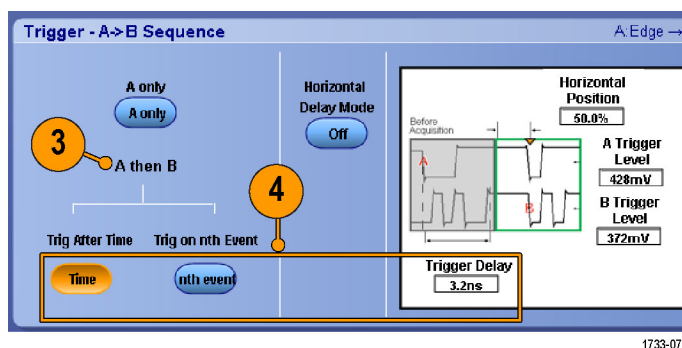 Trigger - A->B Sequence
A:Edge →
A only
A only
3
A then B
Trig After Time
Trig on nth Event
4
Time
nth event
Horizontal
Delay Mode
Off
Horizontal
Position
50.0%
Before
Acquisition
A
B
A Trigger
Level
428mV
B Trigger
Level
372mV
Trigger Delay
3.2ns
1733-07